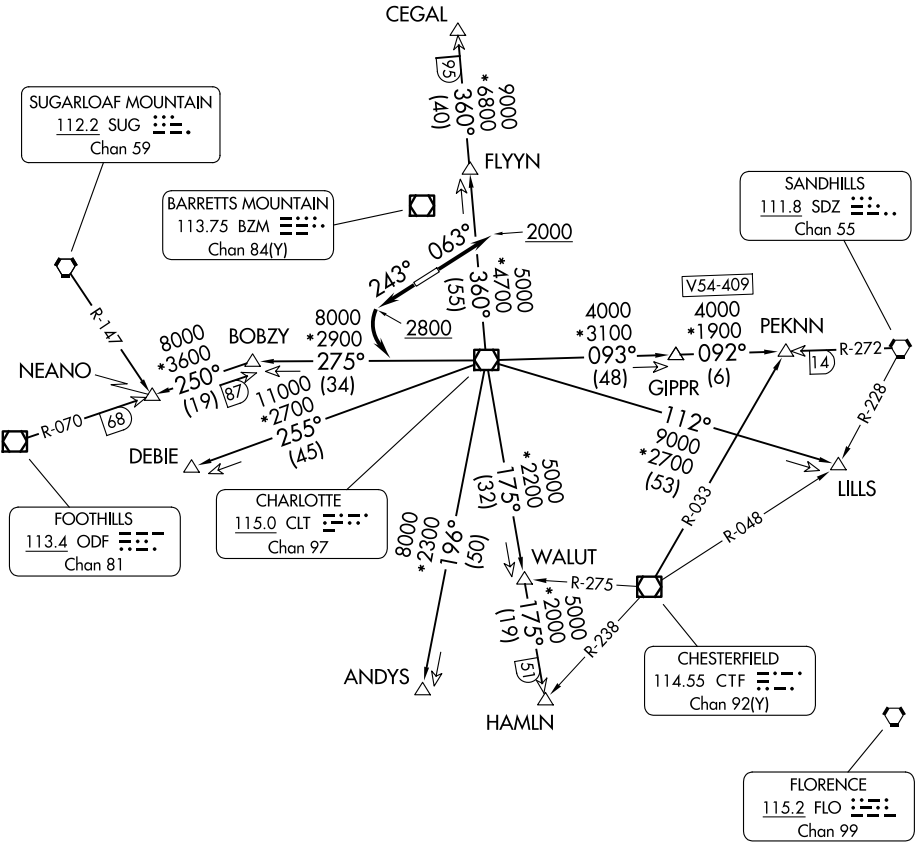 CEGAL
95
360°
(40)
9000
*6800
FLYYN
SUGARLOAF MOUNTAIN
112.2 SUG
Chan 59
BARRETTS MOUNTAIN
113.75 BZM
Chan 84(Y)
SANDHILLS
111.8 SDZ
Chan 55
243°
063°
2000
2800
5000
*4700
360°
(55)
V54-409
R-147
8000
*3600
250°
(19)
87
BOBZY
8000
*2900
275°
(34)
4000
*3100
093°
(48)
GIPPR
4000
*1900
092°
(6)
PEKNN
14
R-272
R-228
NEANO
R-070
68
11000
*2700
255°
(45)
DEBIE
112°
9000
*2700
(53)
LILLS
R-033
R-048
FOOTHILLS
113.4 ODF
Chan 81
CHARLOTTE
115.0 CLT
Chan 97
8000
*2300
196°
(50)
5000
*2200
175°
(32)
WALUT
R-275
5000
*2000
175°
(19)
51
R-238
ANDYS
HAMLN
CHESTERFIELD
114.55 CTF
Chan 92(Y)
FLORENCE
115.2 FLO
Chan 99